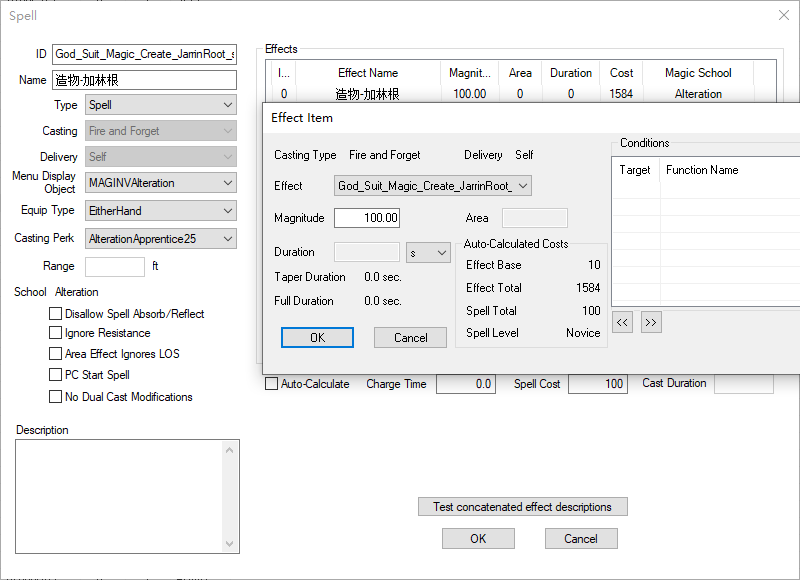 Spell
ID God_Suit_Magic_Create_JarrinRoot_s
Name 造物-加林根
Type Spell
Casting Fire and Forget
Delivery Self
Menu Display Object MAGINVAlteration
Equip Type EitherHand
Casting Perk AlterationApprentice25
Range ft
School Alteration
Disallow Spell Absorb/Reflect
Ignore Resistance
Area Effect Ignores LOS
PC Start Spell
No Dual Cast Modifications
Description
Effects
I... Effect Name Magnit... Area Duration Cost Magic School
0 造物-加林根 100.00 0 0 1584 Alteration
Effect Item
Casting Type Fire and Forget Delivery Self
Effect God_Suit_Magic_Create_JarrinRoot_
Magnitude 100.00 Area
Duration s
Taper Duration 0.0 sec.
Full Duration 0.0 sec.
OK Cancel
Auto-Calculated Costs
Effect Base 10
Effect Total 1584
Spell Total 100
Spell Level Novice
Conditions
Target Function Name
<< >>
Auto-Calculate Charge Time 0.0 Spell Cost 100 Cast Duration
Test concatenated effect descriptions
OK Cancel